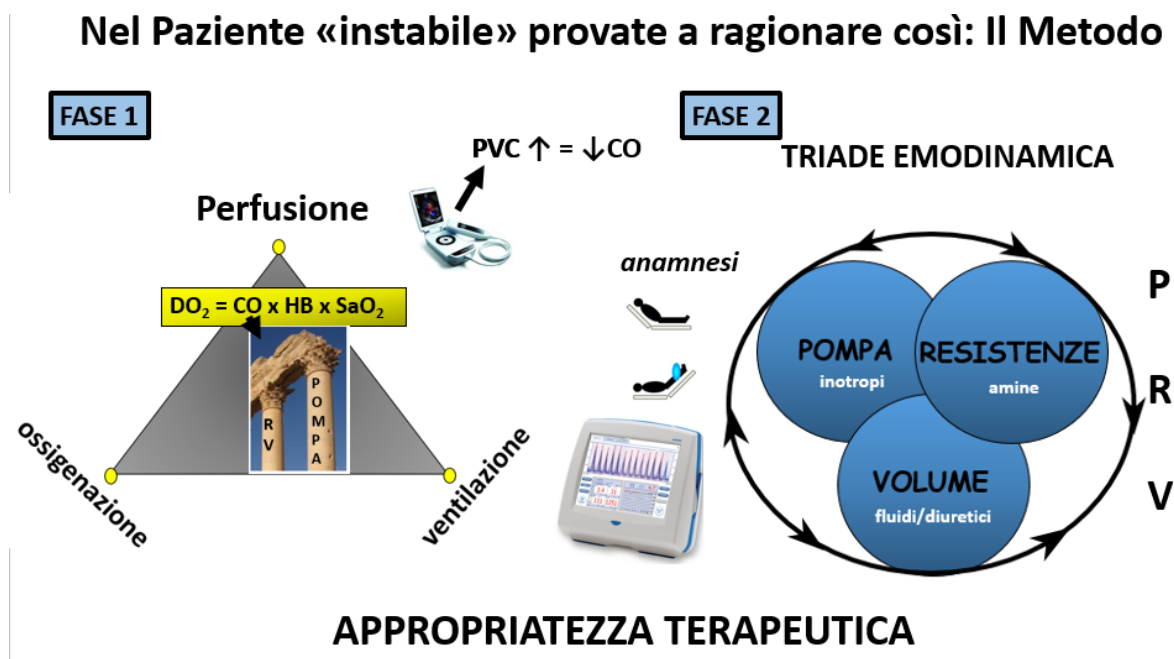 Nel Paziente «instabile» provate a ragionare così: Il Metodo
FASE 1
FASE 2
PVC ↑ = ↓CO
TRIADE EMODINAMICA
Perfusione
anamnesi
DO₂ = CO x HB x SaO₂
RV
POMPA
ossigenazione
ventilazione
POMPA
inotropi
RESISTENZE
amine
VOLUME
fluidi/diuretici
P
R
V
APPROPRIATEZZA TERAPEUTICA